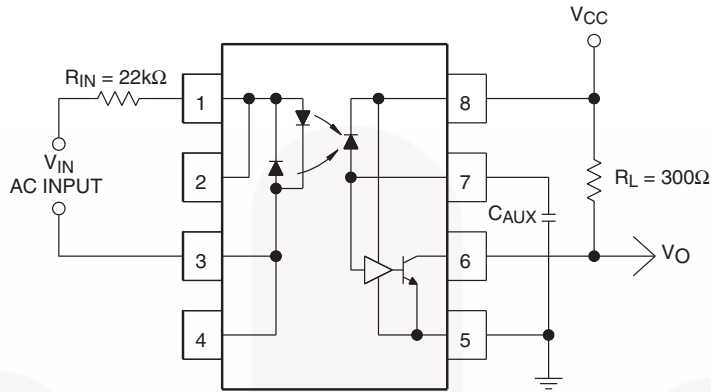 VCC
RIN = 22kΩ
1
8
VIN
AC INPUT
2
7
RL = 300Ω
CAUX
3
6
VO
4
5